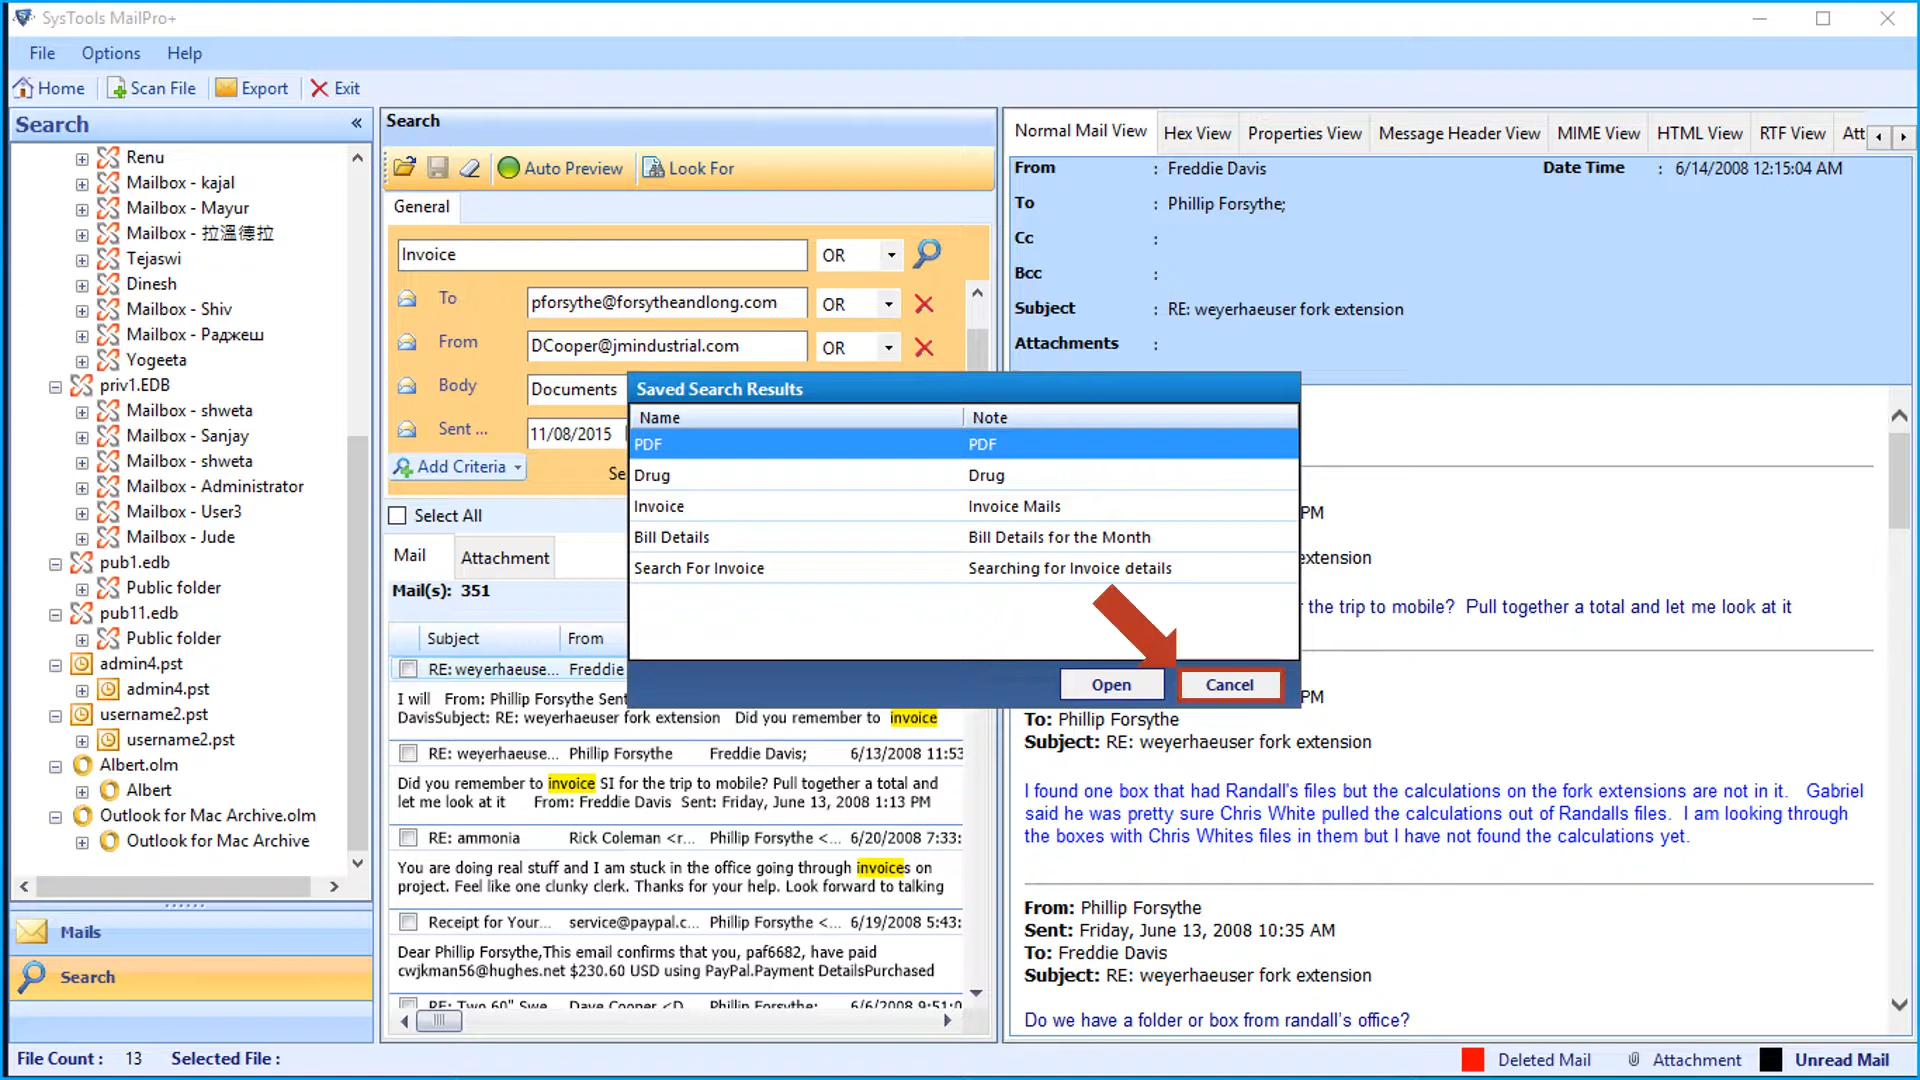 SysTools MailPro+
File Options Help
Home Scan File Export Exit
Search «
Renu
Mailbox - kajal
Mailbox - Mayur
Mailbox - 拉溫德拉
Tejaswi
Dinesh
Mailbox - Shiv
Mailbox - Раджеш
Yogeeta
priv1.EDB
Mailbox - shweta
Mailbox - Sanjay
Mailbox - shweta
Mailbox - Administrator
Mailbox - User3
Mailbox - Jude
pub1.edb
Public folder
pub11.edb
Public folder
admin4.pst
admin4.pst
username2.pst
username2.pst
Albert.olm
Albert
Outlook for Mac Archive.olm
Outlook for Mac Archive
Mails
Search
Search
Auto Preview Look For
General
Invoice OR
To pforsythe@forsytheandlong.com OR
From DCooper@jmindustrial.com OR
Body Documents
Sent ... 11/08/2015
Add Criteria Se
Select All
Mail Attachment
Mail(s): 351
Subject From
RE: weyerhaeuse... Freddie
I will From: Phillip Forsythe Sent
DavisSubject: RE: weyerhaeuser fork extension Did you remember to invoice
RE: weyerhaeuse... Phillip Forsythe Freddie Davis; 6/13/2008 11:53
Did you remember to invoice SI for the trip to mobile? Pull together a total and
let me look at it From: Freddie Davis Sent: Friday, June 13, 2008 1:13 PM
RE: ammonia Rick Coleman <r... Phillip Forsythe <... 6/20/2008 7:33:
You are doing real stuff and I am stuck in the office going through invoices on
project. Feel like one clunky clerk. Thanks for your help. Look forward to talking
Receipt for Your... service@paypal.c... Phillip Forsythe <... 6/19/2008 5:43:
Dear Phillip Forsythe,This email confirms that you, paf6682, have paid
cwjkman56@hughes.net $230.60 USD using PayPal.Payment DetailsPurchased
RE: Two 60" Swe... Dave Cooper <D... Phillip Forsythe; 6/6/2008 9:51:0
Saved Search Results
Name Note
PDF PDF
Drug Drug
Invoice Invoice Mails
Bill Details Bill Details for the Month
Search For Invoice Searching for Invoice details
Open Cancel
Normal Mail View Hex View Properties View Message Header View MIME View HTML View RTF View Att
From : Freddie Davis Date Time : 6/14/2008 12:15:04 AM
To : Phillip Forsythe;
Cc :
Bcc :
Subject : RE: weyerhaeuser fork extension
Attachments :
PM
extension
the trip to mobile? Pull together a total and let me look at it
PM
To: Phillip Forsythe
Subject: RE: weyerhaeuser fork extension
I found one box that had Randall's files but the calculations on the fork extensions are not in it. Gabriel
said he was pretty sure Chris White pulled the calculations out of Randalls files. I am looking through
the boxes with Chris Whites files in them but I have not found the calculations yet.
From: Phillip Forsythe
Sent: Friday, June 13, 2008 10:35 AM
To: Freddie Davis
Subject: RE: weyerhaeuser fork extension
Do we have a folder or box from randall's office?
File Count : 13 Selected File : Deleted Mail Attachment Unread Mail